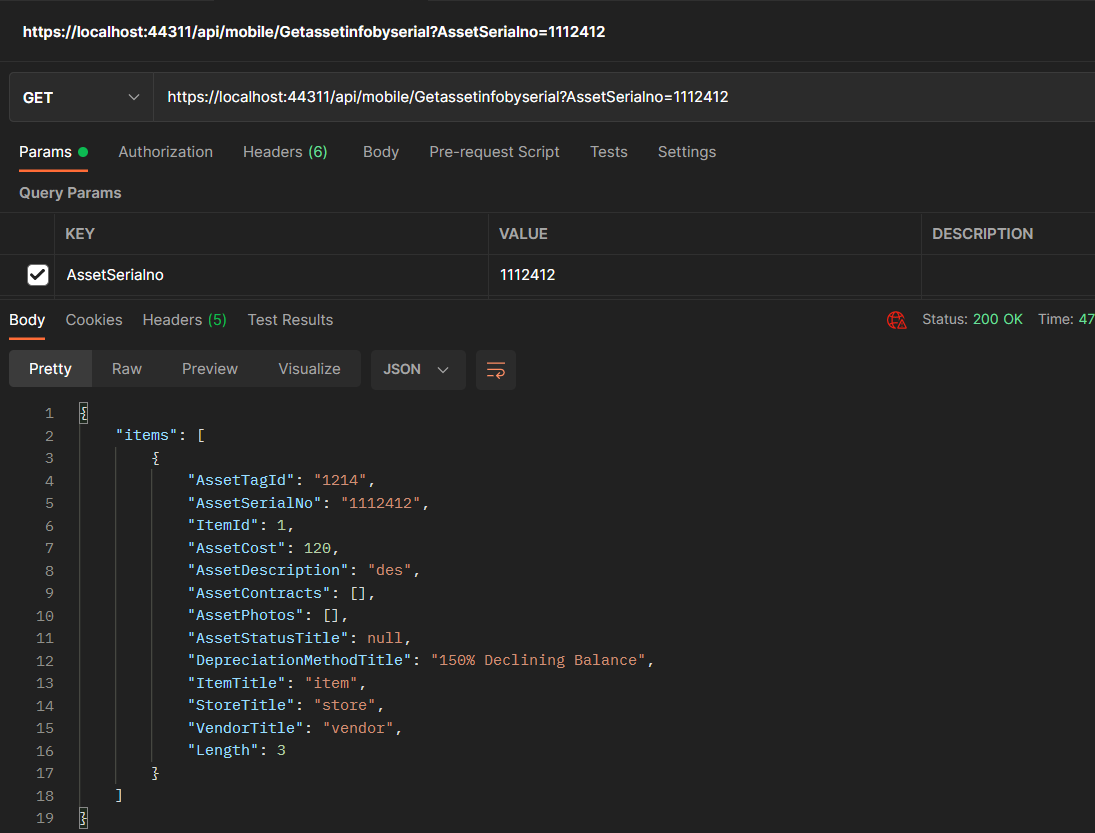 https://localhost:44311/api/mobile/Getassetinfobyserial?AssetSerialno=1112412
GET https://localhost:44311/api/mobile/Getassetinfobyserial?AssetSerialno=1112412
Params Authorization Headers (6) Body Pre-request Script Tests Settings
Query Params
KEY VALUE DESCRIPTION
AssetSerialno 1112412
Body Cookies Headers (5) Test Results Status: 200 OK Time: 47
Pretty Raw Preview Visualize JSON
1 {
2 "items": [
3 {
4 "AssetTagId": "1214",
5 "AssetSerialNo": "1112412",
6 "ItemId": 1,
7 "AssetCost": 120,
8 "AssetDescription": "des",
9 "AssetContracts": [],
10 "AssetPhotos": [],
11 "AssetStatusTitle": null,
12 "DepreciationMethodTitle": "150% Declining Balance",
13 "ItemTitle": "item",
14 "StoreTitle": "store",
15 "VendorTitle": "vendor",
16 "Length": 3
17 }
18 ]
19 }